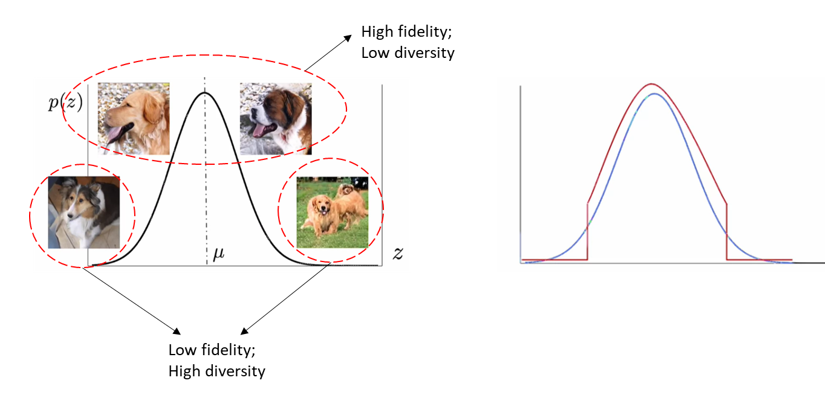 High fidelity;
Low diversity
p(z)
μ
z
Low fidelity;
High diversity